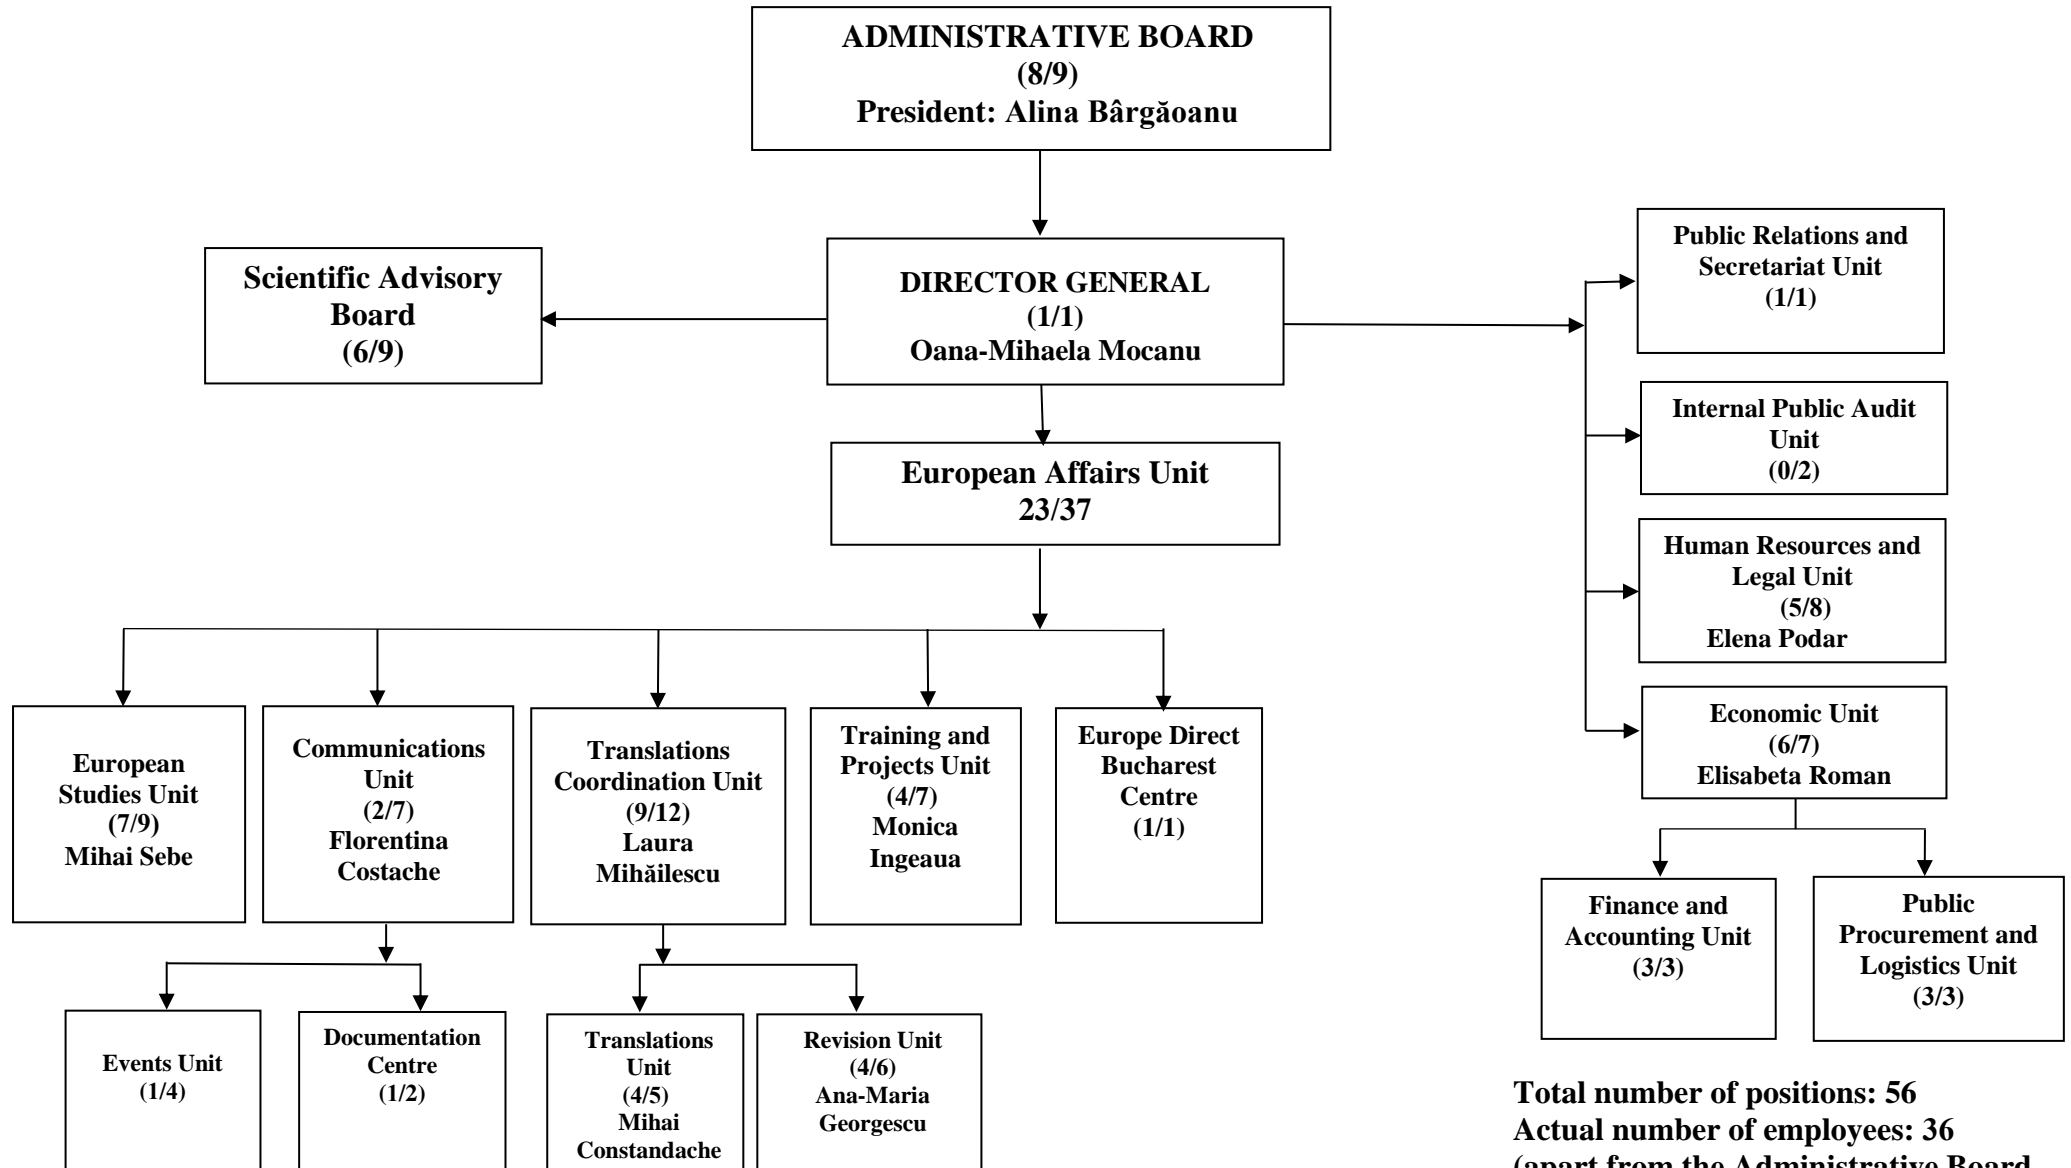 ADMINISTRATIVE BOARD
(8/9)
President: Alina Bârgăoanu
Scientific Advisory
Board
(6/9)
DIRECTOR GENERAL
(1/1)
Oana-Mihaela Mocanu
Public Relations and
Secretariat Unit
(1/1)
Internal Public Audit
Unit
(0/2)
Human Resources and
Legal Unit
(5/8)
Elena Podar
Economic Unit
(6/7)
Elisabeta Roman
European Affairs Unit
23/37
European
Studies Unit
(7/9)
Mihai Sebe
Communications
Unit
(2/7)
Florentina
Costache
Translations
Coordination Unit
(9/12)
Laura
Mihăilescu
Training and
Projects Unit
(4/7)
Monica
Ingeaua
Europe Direct
Bucharest
Centre
(1/1)
Finance and
Accounting Unit
(3/3)
Public
Procurement and
Logistics Unit
(3/3)
Events Unit
(1/4)
Documentation
Centre
(1/2)
Translations
Unit
(4/5)
Mihai
Constandache
Revision Unit
(4/6)
Ana-Maria
Georgescu
Total number of positions: 56
Actual number of employees: 36
(apart from the Administrative Board